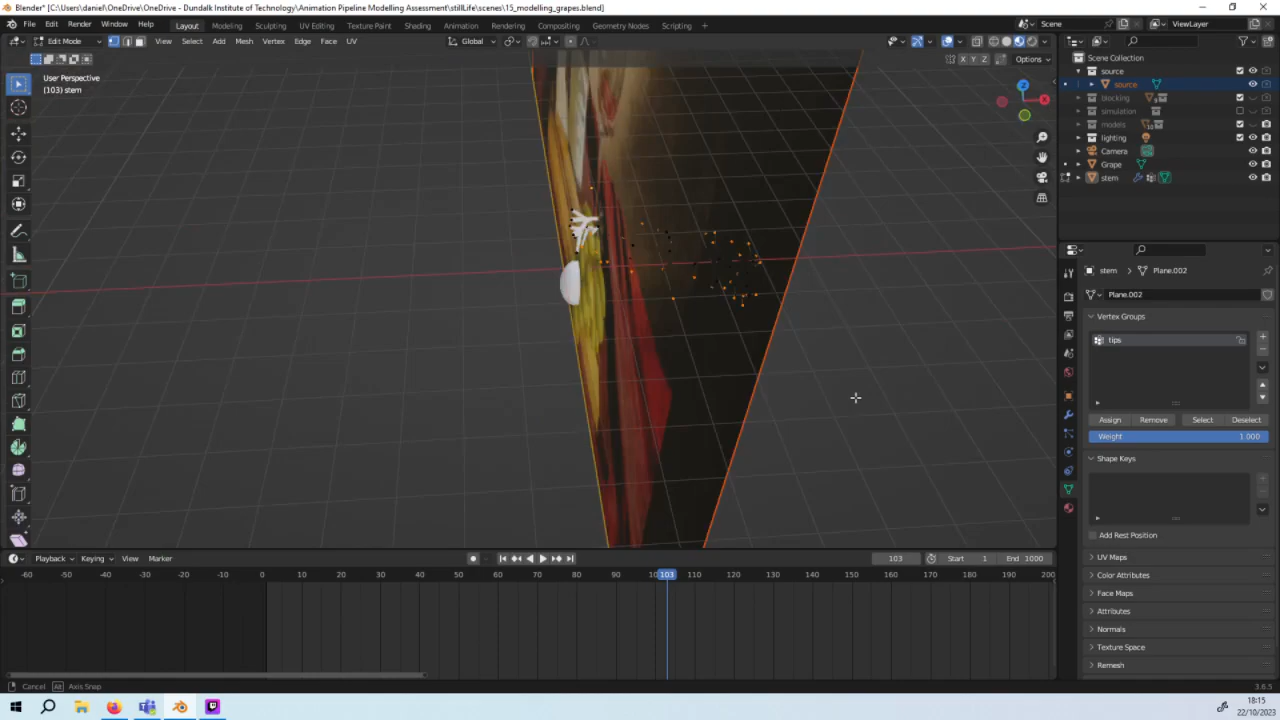 Blender* [C:\Users\daniel\OneDrive\OneDrive - Dundalk Institute of Technology\Animation Pipeline Modelling Assessment\stillLife\scenes\15_modelling_grapes.blend]
File Edit Render Window Help Layout Modeling Sculpting UV Editing Texture Paint Shading Animation Rendering Compositing Geometry Nodes Scripting Scene ViewLayer
Edit Mode View Select Add Mesh Vertex Edge Face UV Global
X Y Z Options
User Perspective
(103) stem
Z
X
Scene Collection
source
source
blocking
simulation
models
lighting
Camera
Grape
stem
stem Plane.002
Plane.002
Vertex Groups
tips
Assign Remove Select Deselect
Weight 1.000
Shape Keys
Add Rest Position
UV Maps
Color Attributes
Face Maps
Attributes
Normals
Texture Space
Remesh
Playback Keying View Marker 103 Start 1 End 1000
-60 -50 -40 -30 -20 -10 0 10 20 30 40 50 60 70 80 90 103 110 120 130 140 150 160 170 180 190 200
Cancel Alt Axis Snap 3.6.5
18:15
22/10/2023